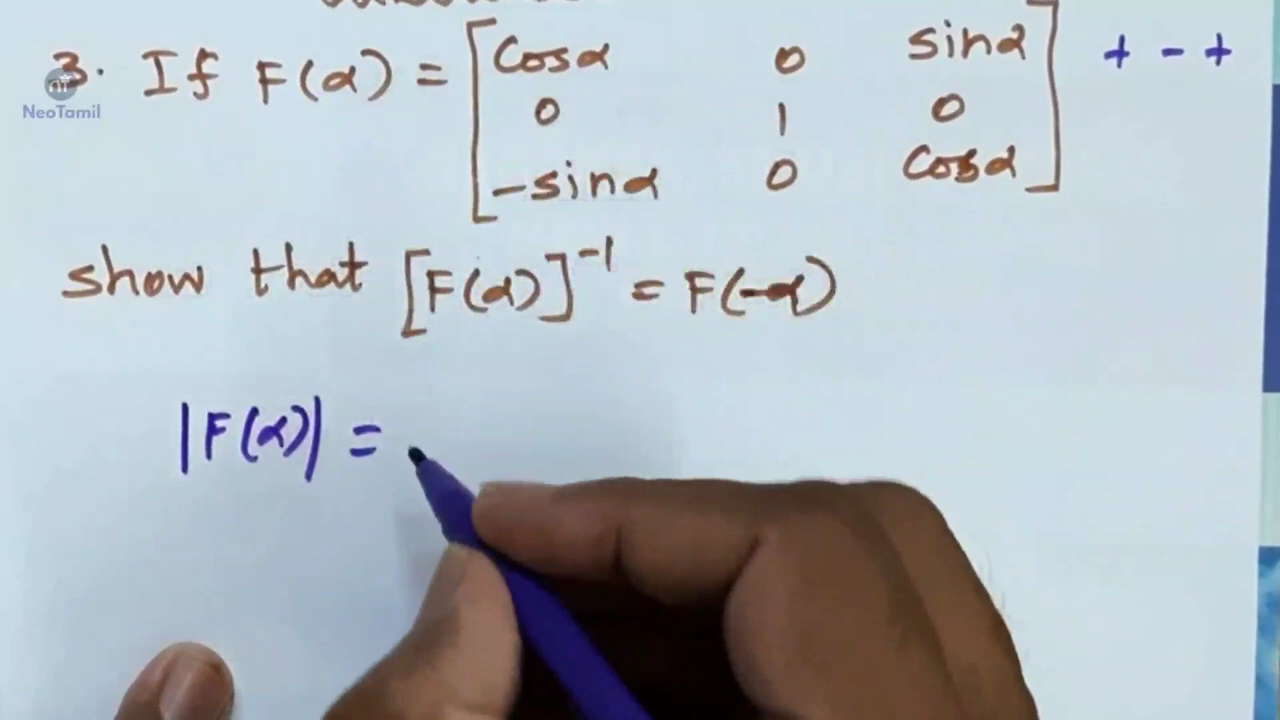 3. If F(α) = [cosα 0 sinα + - +
0 1 0
-sinα 0 cosα]
NeoTamil
show that [F(α)]⁻¹ = F(-α)
|F(α)| =